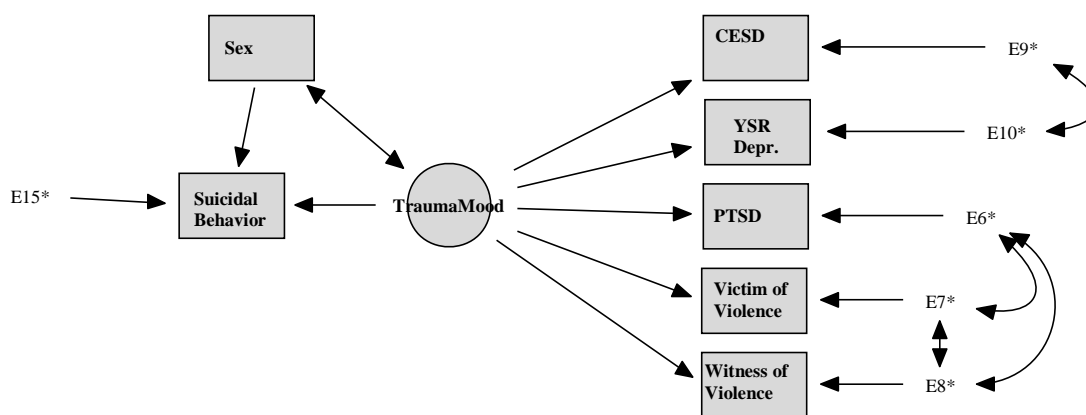 Sex
CESD
E9*
YSR
Depr.
E10*
E15*
Suicidal
Behavior
TraumaMood
PTSD
E6*
Victim of
Violence
E7*
Witness of
Violence
E8*